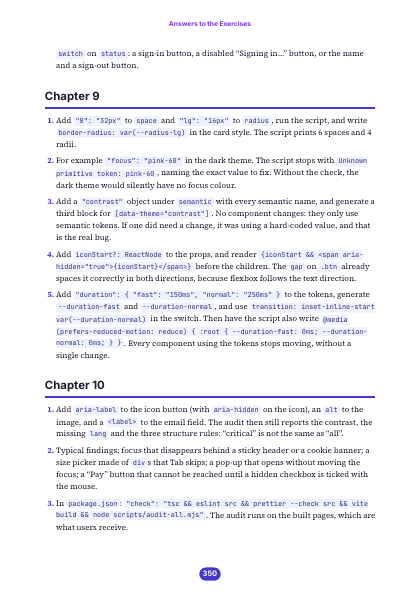 Answers to the Exercises
switch on status: a sign-in button, a disabled “Signing in…” button, or the name
and a sign-out button.
Chapter 9
1. Add "8": "32px" to space and "lg": "16px" to radius, run the script, and write
border-radius: var(--radius-lg) in the card style. The script prints 6 spaces and 4
radii.
2. For example "focus": "pink-60" in the dark theme. The script stops with Unknown
primitive token: pink-60, naming the exact value to fix. Without the check, the
dark theme would silently have no focus colour.
3. Add a "contrast" object under semantic with every semantic name, and generate a
third block for [data-theme="contrast"]. No component changes: they only use
semantic tokens. If one did need a change, it was using a hard-coded value, and that
is the real bug.
4. Add iconStart?: ReactNode to the props, and render {iconStart && <span aria-
hidden="true">{iconStart}</span>} before the children. The gap on .btn already
spaces it correctly in both directions, because flexbox follows the text direction.
5. Add "duration": { "fast": "150ms", "normal": "250ms" } to the tokens, generate
--duration-fast and --duration-normal, and use transition: inset-inline-start
var(--duration-normal) in the switch. Then have the script also write @media
(prefers-reduced-motion: reduce) { :root { --duration-fast: 0ms; --duration-
normal: 0ms; } }. Every component using the tokens stops moving, without a
single change.
Chapter 10
1. Add aria-label to the icon button (with aria-hidden on the icon), an alt to the
image, and a <label> to the email field. The audit then still reports the contrast, the
missing lang and the three structure rules: “critical” is not the same as “all”.
2. Typical findings: focus that disappears behind a sticky header or a cookie banner; a
size picker made of divs that Tab skips; a pop-up that opens without moving the
focus; a “Pay” button that cannot be reached until a hidden checkbox is ticked with
the mouse.
3. In package.json: "check": "tsc && eslint src && prettier --check src && vite
build && node scripts/audit-all.mjs". The audit runs on the built pages, which are
what users receive.
350